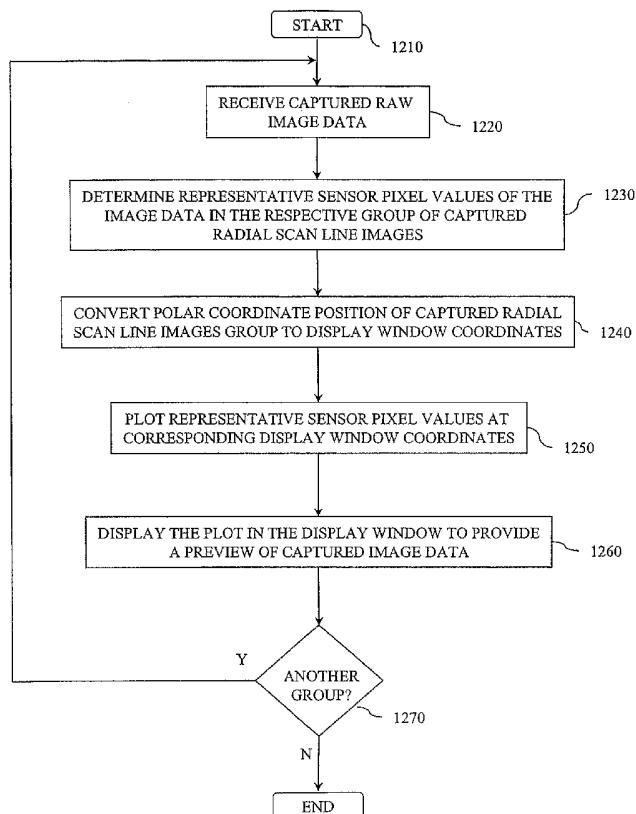 START
1210
RECEIVE CAPTURED RAW
IMAGE DATA
1220
DETERMINE REPRESENTATIVE SENSOR PIXEL VALUES OF THE
IMAGE DATA IN THE RESPECTIVE GROUP OF CAPTURED
RADIAL SCAN LINE IMAGES
1230
CONVERT POLAR COORDINATE POSITION OF CAPTURED RADIAL
SCAN LINE IMAGES GROUP TO DISPLAY WINDOW COORDINATES
1240
PLOT REPRESENTATIVE SENSOR PIXEL VALUES AT
CORRESPONDING DISPLAY WINDOW COORDINATES
1250
DISPLAY THE PLOT IN THE DISPLAY WINDOW TO PROVIDE
A PREVIEW OF CAPTURED IMAGE DATA
1260
Y
ANOTHER
GROUP?
1270
N
END